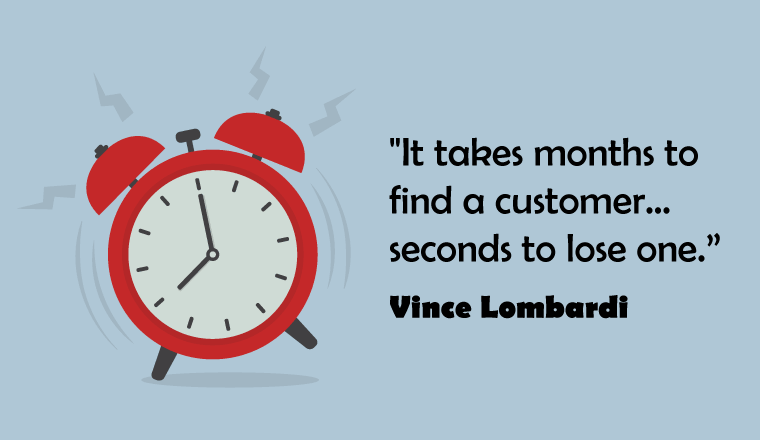 "It takes months to
find a customer...
seconds to lose one.”
Vince Lombardi